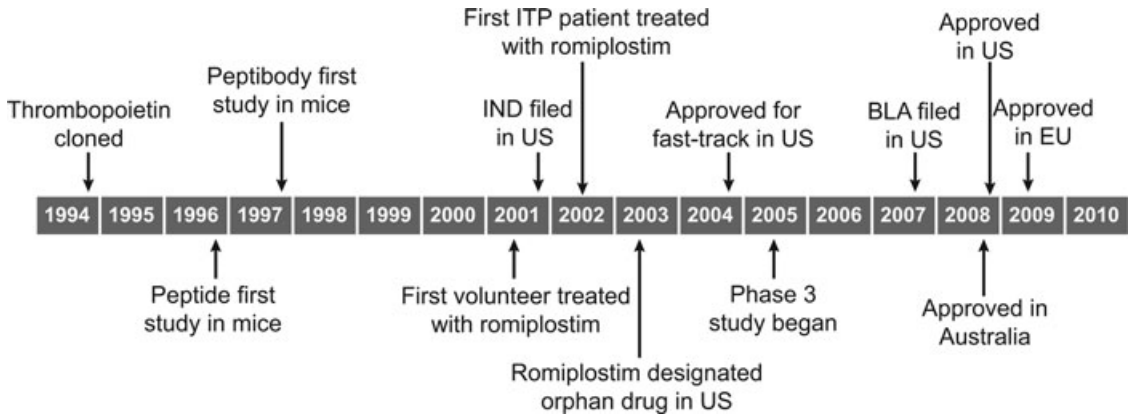 First ITP patient treated
with romiplostim
Approved
in US
Peptibody first
study in mice
Thrombopoietin
cloned
IND filed
in US
Approved for
fast-track in US
BLA filed
in US
Approved
in EU
1994 1995 1996 1997 1998 1999 2000 2001 2002 2003 2004 2005 2006 2007 2008 2009 2010
Peptide first
study in mice
First volunteer treated
with romiplostim
Phase 3
study began
Approved in
Australia
Romiplostim designated
orphan drug in US